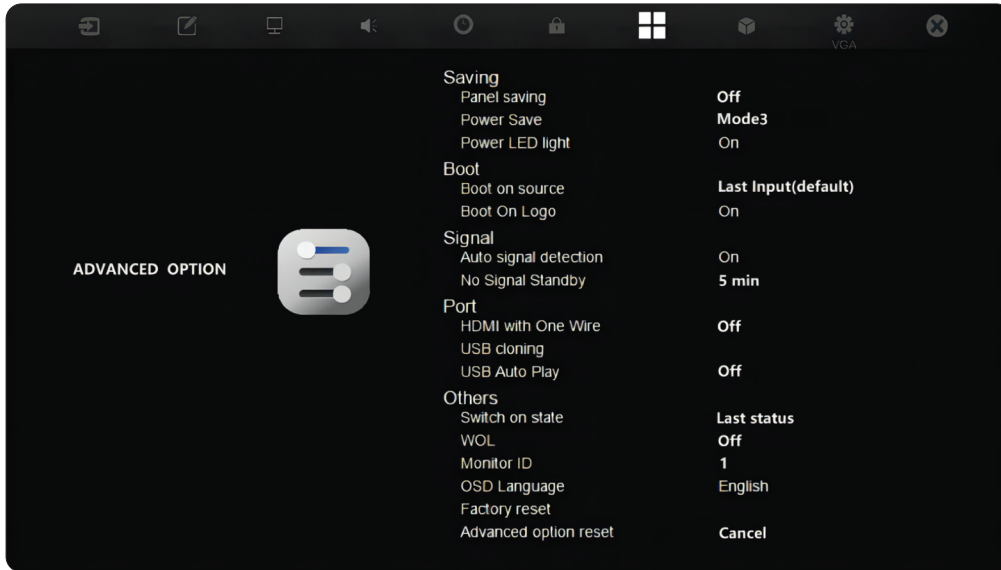 VGA
Saving
Panel saving Off
Power Save Mode3
Power LED light On
Boot
Boot on source Last Input(default)
Boot On Logo On
Signal
Auto signal detection On
No Signal Standby 5 min
Port
HDMI with One Wire Off
USB cloning
USB Auto Play Off
Others
Switch on state Last status
WOL Off
Monitor ID 1
OSD Language English
Factory reset
Advanced option reset Cancel
ADVANCED OPTION